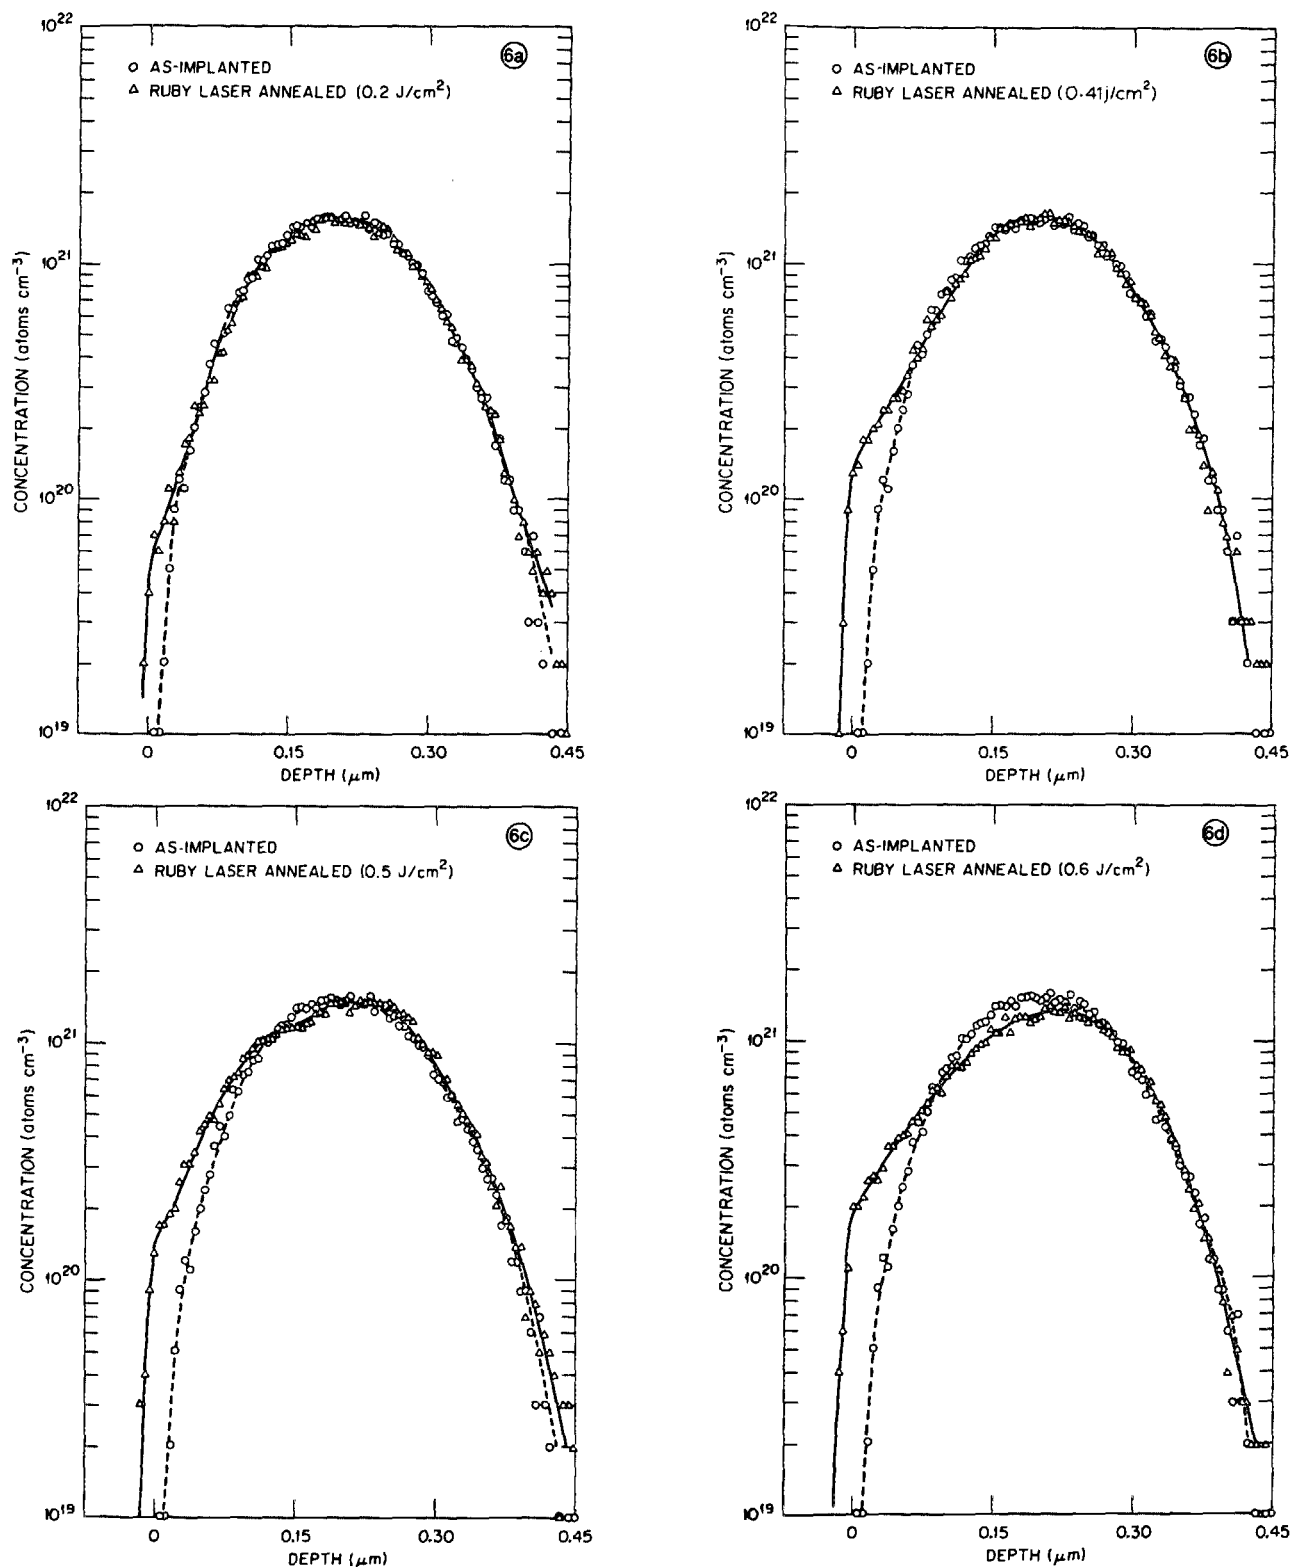 10²²
6a
○ AS-IMPLANTED
△ RUBY LASER ANNEALED (0.2 J/cm²)
10²¹
CONCENTRATION (atoms cm⁻³)
10²⁰
10¹⁹
0 0.15 0.30 0.45
DEPTH (μm)
10²²
6b
○ AS-IMPLANTED
△ RUBY LASER ANNEALED (0.41j/cm²)
10²¹
CONCENTRATION (atoms cm⁻³)
10²⁰
10¹⁹
0 0.15 0.30 0.45
DEPTH (μm)
10²²
6c
○ AS-IMPLANTED
△ RUBY LASER ANNEALED (0.5 J/cm²)
10²¹
CONCENTRATION (atoms cm⁻³)
10²⁰
10¹⁹
0 0.15 0.30 0.45
DEPTH (μm)
10²²
6d
○ AS-IMPLANTED
△ RUBY LASER ANNEALED (0.6 J/cm²)
10²¹
CONCENTRATION (atoms cm⁻³)
10²⁰
10¹⁹
0 0.15 0.30 0.45
DEPTH (μm)